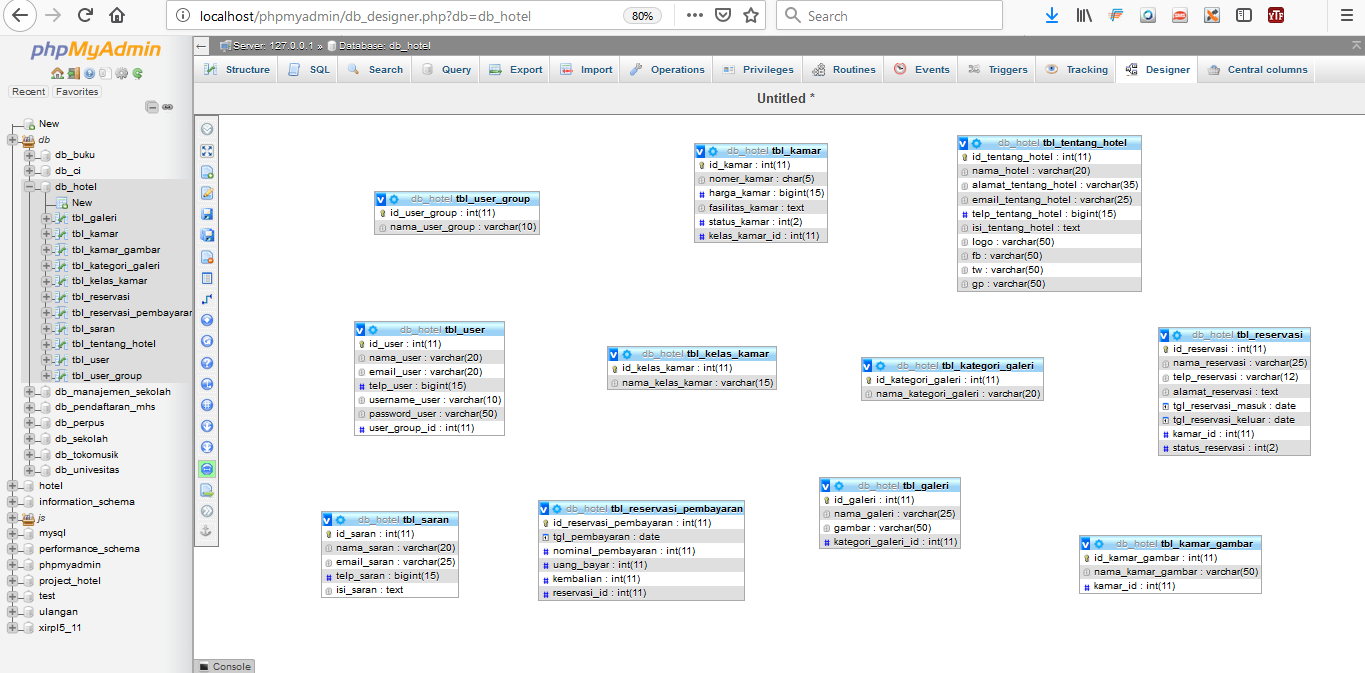 localhost/phpmyadmin/db_designer.php?db=db_hotel
80%
Search
YTF
phpMyAdmin
Recent
Favorites
New
db
db_buku
db_ci
db_hotel
New
tbl_galeri
tbl_kamar
tbl_kamar_gambar
tbl_kategori_galeri
tbl_kelas_kamar
tbl_reservasi
tbl_reservasi_pembayaran
tbl_saran
tbl_tentang_hotel
tbl_user
tbl_user_group
db_manajemen_sekolah
db_pendaftaran_mhs
db_perpus
db_sekolah
db_tokomusik
db_univesitas
hotel
information_schema
js
mysql
performance_schema
phpmyadmin
project_hotel
test
ulangan
xirpl5_11
Server: 127.0.0.1 » Database: db_hotel
Structure
SQL
Search
Query
Export
Import
Operations
Privileges
Routines
Events
Triggers
Tracking
Designer
Central columns
Untitled *
db_hotel tbl_user_group
id_user_group : int(11)
nama_user_group : varchar(10)
db_hotel tbl_kamar
id_kamar : int(11)
nomer_kamar : char(5)
harga_kamar : bigint(15)
fasilitas_kamar : text
status_kamar : int(2)
kelas_kamar_id : int(11)
db_hotel tbl_tentang_hotel
id_tentang_hotel : int(11)
nama_hotel : varchar(20)
alamat_tentang_hotel : varchar(35)
email_tentang_hotel : varchar(25)
telp_tentang_hotel : bigint(15)
isi_tentang_hotel : text
logo : varchar(50)
fb : varchar(50)
tw : varchar(50)
gp : varchar(50)
db_hotel tbl_user
id_user : int(11)
nama_user : varchar(20)
email_user : varchar(20)
telp_user : bigint(15)
username_user : varchar(10)
password_user : varchar(50)
user_group_id : int(11)
db_hotel tbl_kelas_kamar
id_kelas_kamar : int(11)
nama_kelas_kamar : varchar(15)
db_hotel tbl_kategori_galeri
id_kategori_galeri : int(11)
nama_kategori_galeri : varchar(20)
db_hotel tbl_reservasi
id_reservasi : int(11)
nama_reservasi : varchar(25)
telp_reservasi : varchar(12)
alamat_reservasi : text
tgl_reservasi_masuk : date
tgl_reservasi_keluar : date
kamar_id : int(11)
status_reservasi : int(2)
db_hotel tbl_saran
id_saran : int(11)
nama_saran : varchar(20)
email_saran : varchar(25)
telp_saran : bigint(15)
isi_saran : text
db_hotel tbl_reservasi_pembayaran
id_reservasi_pembayaran : int(11)
tgl_pembayaran : date
nominal_pembayaran : int(11)
uang_bayar : int(11)
kembalian : int(11)
reservasi_id : int(11)
db_hotel tbl_galeri
id_galeri : int(11)
nama_galeri : varchar(25)
gambar : varchar(50)
kategori_galeri_id : int(11)
db_hotel tbl_kamar_gambar
id_kamar_gambar : int(11)
nama_kamar_gambar : varchar(50)
kamar_id : int(11)
Console